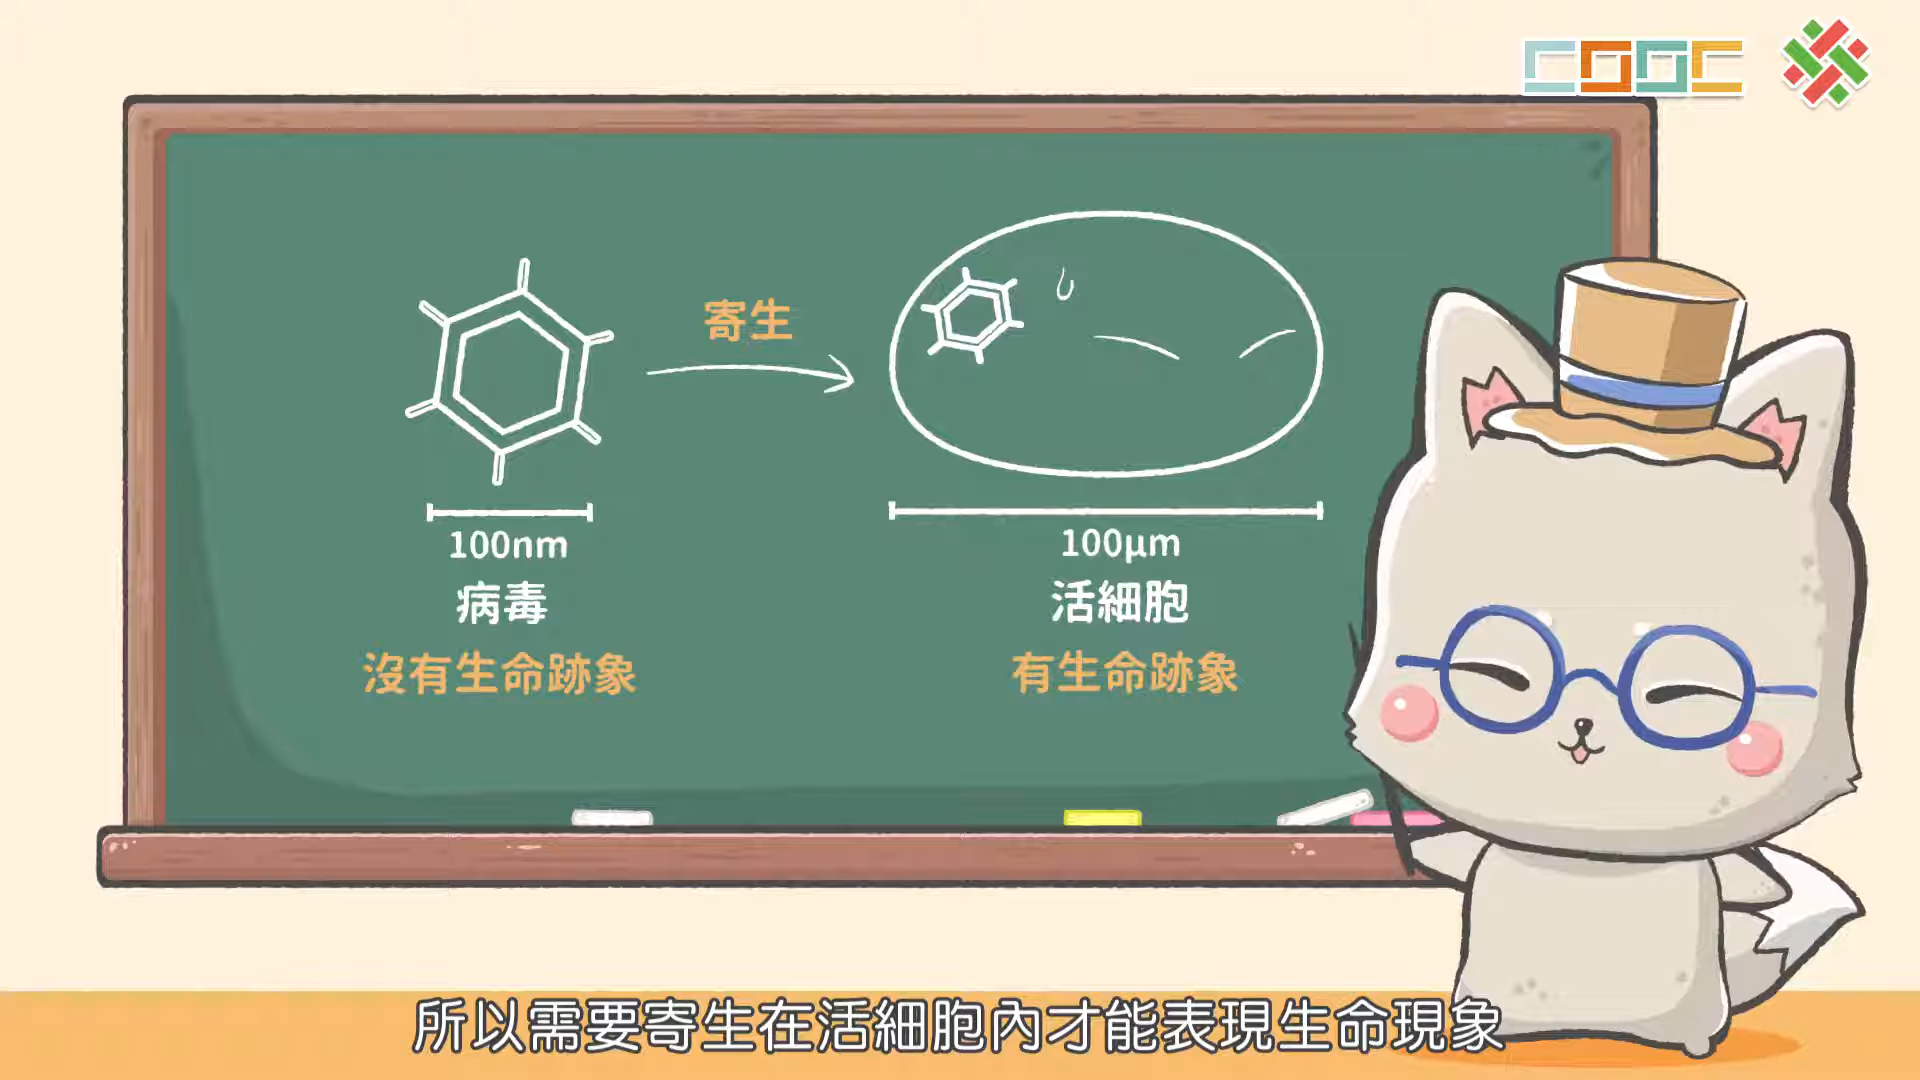 COOC
寄生
100nm
100μm
病毒
活細胞
沒有生命跡象
有生命跡象
所以需要寄生在活細胞內才能表現生命現象